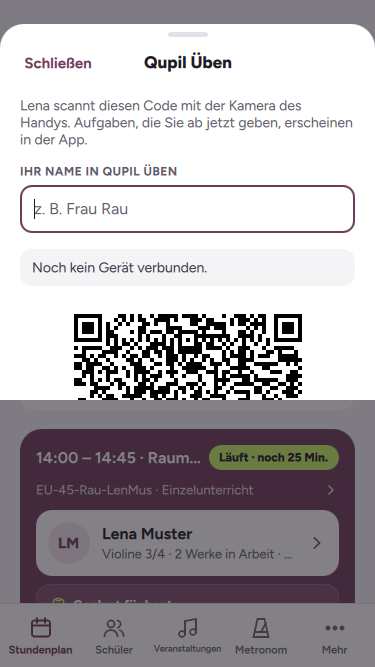 Schließen
Qupil Üben
Lena scannt diesen Code mit der Kamera des
Handys. Aufgaben, die Sie ab jetzt geben, erscheinen
in der App.
IHR NAME IN QUPIL ÜBEN
z. B. Frau Rau
Noch kein Gerät verbunden.
14:00 – 14:45 · Raum...
Läuft · noch 25 Min.
EU-45-Rau-LenMus · Einzelunterricht
LM
Lena Muster
Violine 3/4 · 2 Werke in Arbeit · ...
Stundenplan
Schüler
Veranstaltungen
Metronom
Mehr